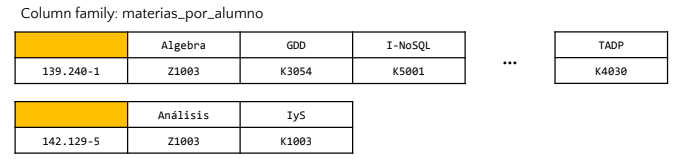 Column family: materias_por_alumno
Algebra GDD I-NoSQL ... TADP
139.240-1 Z1003 K3054 K5001 K4030
Análisis IyS
142.129-5 Z1003 K1003